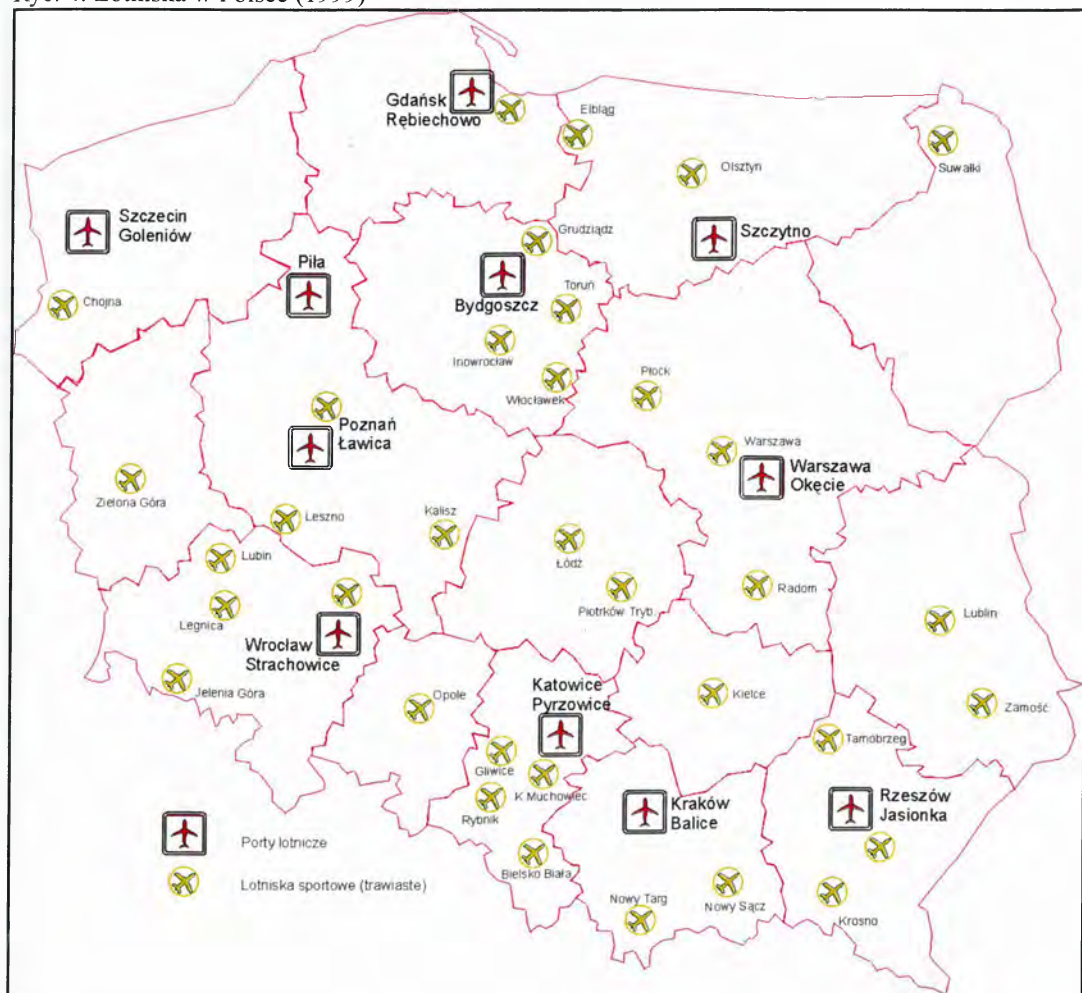 Gdańsk
Rębiechowo
Elbląg
Olsztyn
Suwałki
Szczecin
Goleniów
Grudziądz
Szczytno
Piła
Chojna
Bydgoszcz
Toruń
Inowrocław
Włocławek
Płock
Poznań
Ławica
Warszawa
Warszawa
Okęcie
Zielona Góra
Leszno
Kalisz
Lubin
Łódź
Legnica
Piotrków Tryb.
Radom
Lublin
Wrocław
Strachowice
Jelenia Góra
Opole
Katowice
Pyrzowice
Kielce
Zamość
Tarnobrzeg
Gliwice
K Muchowiec
Rybnik
Kraków
Balice
Rzeszów
Jasionka
Porty lotnicze
Bielsko Biała
Lotniska sportowe (trawiaste)
Nowy Targ
Nowy Sącz
Krosno